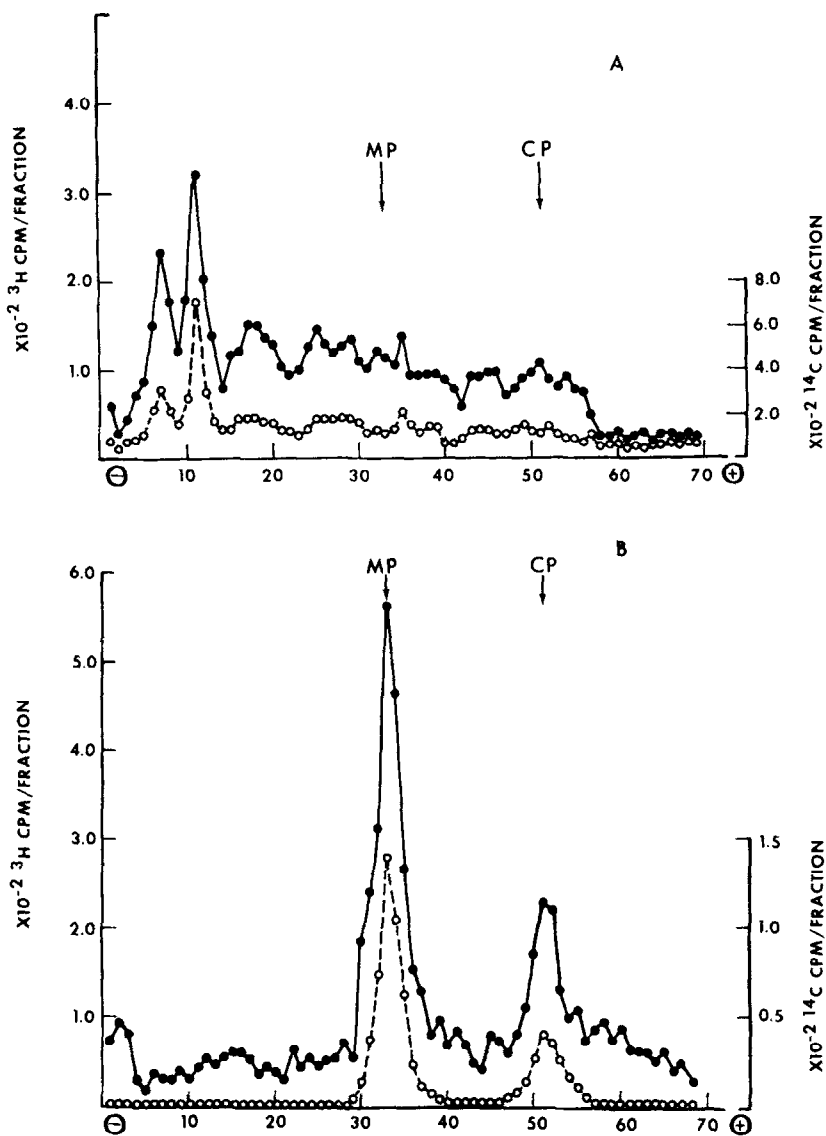 A
X10⁻² ³H CPM/FRACTION
4.0
3.0
2.0
1.0
MP
CP
8.0
6.0
4.0
2.0
X10⁻² ¹⁴C CPM/FRACTION
⊖ 10 20 30 40 50 60 70 ⊕
B
X10⁻² ³H CPM/FRACTION
6.0
5.0
4.0
3.0
2.0
1.0
MP
CP
1.5
1.0
0.5
X10⁻² ¹⁴C CPM/FRACTION
⊖ 10 20 30 40 50 60 70 ⊕